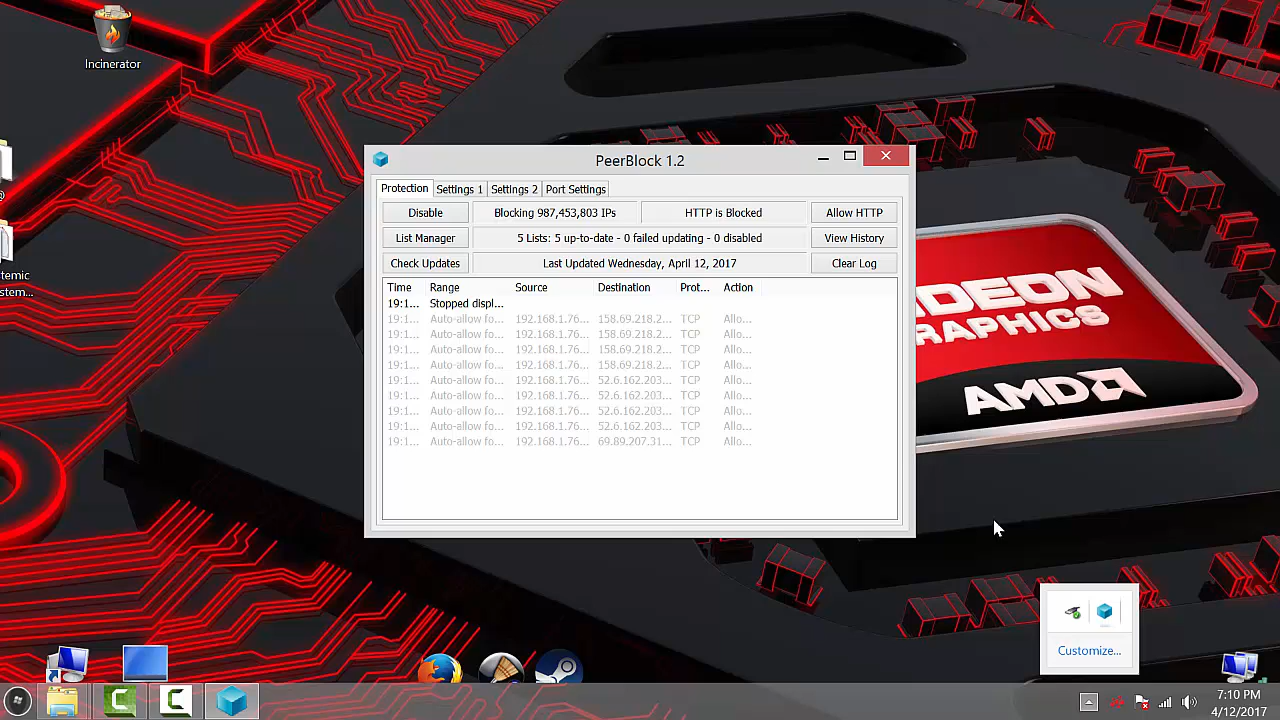 Incinerator
PeerBlock 1.2
Protection Settings 1 Settings 2 Port Settings
Disable Blocking 987,453,803 IPs HTTP is Blocked Allow HTTP
List Manager 5 Lists: 5 up-to-date - 0 failed updating - 0 disabled View History
Check Updates Last Updated Wednesday, April 12, 2017 Clear Log
Time Range Source Destination Prot... Action
19:1... Stopped displ...
19:1... Auto-allow fo... 192.168.1.76... 158.69.218.2... TCP Allo...
19:1... Auto-allow fo... 192.168.1.76... 158.69.218.2... TCP Allo...
19:1... Auto-allow fo... 192.168.1.76... 158.69.218.2... TCP Allo...
19:1... Auto-allow fo... 192.168.1.76... 158.69.218.2... TCP Allo...
19:1... Auto-allow fo... 192.168.1.76... 52.6.162.203... TCP Allo...
19:1... Auto-allow fo... 192.168.1.76... 52.6.162.203... TCP Allo...
19:1... Auto-allow fo... 192.168.1.76... 52.6.162.203... TCP Allo...
19:1... Auto-allow fo... 192.168.1.76... 52.6.162.203... TCP Allo...
19:1... Auto-allow fo... 192.168.1.76... 69.89.207.31... TCP Allo...
@
temic
stem...
DEON
RAPHICS
AMD
Customize...
7:10 PM
4/12/2017